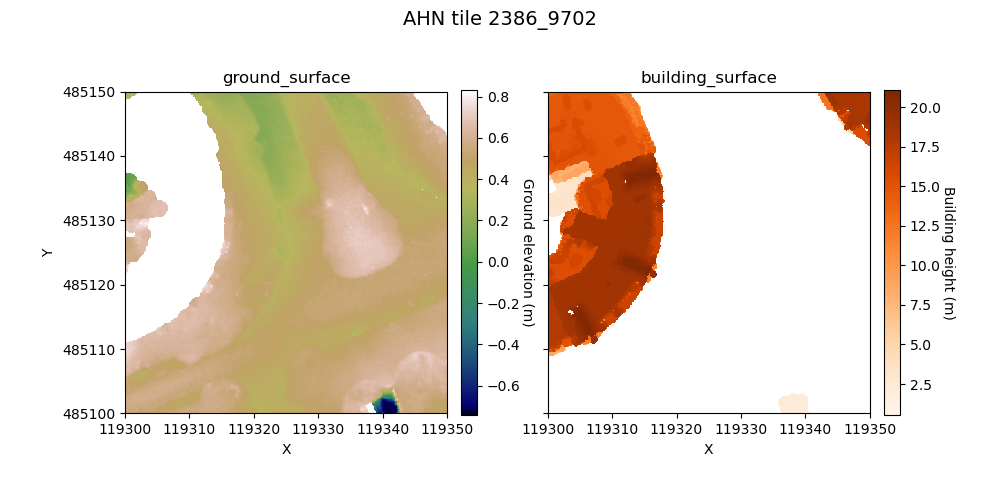 AHN tile 2386_9702
ground_surface
building_surface
485150
485140
485130
485120
485110
485100
Y
119300 119310 119320 119330 119340 119350
X
0.8
0.6
0.4
0.2
0.0
−0.2
−0.4
−0.6
Ground elevation (m)
119300 119310 119320 119330 119340 119350
X
20.0
17.5
15.0
12.5
10.0
7.5
5.0
2.5
Building height (m)